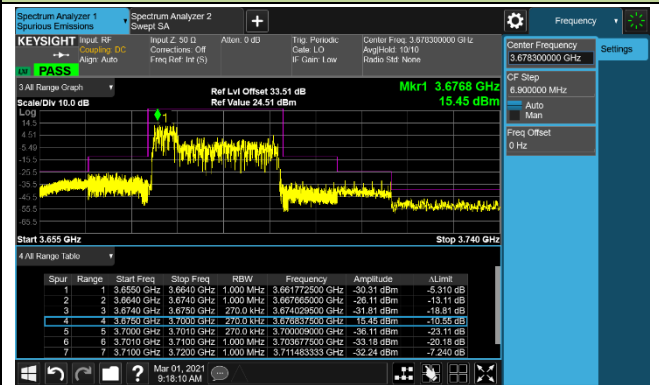 Spectrum Analyzer 1
Spurious Emissions
Spectrum Analyzer 2
Swept SA
+
Frequency
KEYSIGHT
Input: RF
Coupling: DC
Align: Auto
Input Z: 50 Ω
Corrections: Off
Freq Ref: Int (S)
Atten: 0 dB
Trig: Periodic
Gate: LO
IF Gain: Low
Center Freq: 3.678300000 GHz
Avg|Hold: 10/10
Radio Std: None
PASS
Center Frequency
3.678300000 GHz
Settings
CF Step
6.900000 MHz
Auto
Man
Freq Offset
0 Hz
3 All Range Graph
Scale/Div 10.0 dB
Ref Lvl Offset 33.51 dB
Ref Value 24.51 dBm
Mkr1 3.6768 GHz
15.45 dBm
Log
14.5
4.51
-5.49
-15.5
-25.5
-35.5
-45.5
-55.5
-65.5
1
Start 3.655 GHz
Stop 3.740 GHz
4 All Range Table
Spur Range Start Freq Stop Freq RBW Frequency Amplitude ΔLimit
1 1 3.6550 GHz 3.6640 GHz 1.000 MHz 3.661772500 GHz -30.31 dBm -5.310 dB
2 2 3.6640 GHz 3.6740 GHz 1.000 MHz 3.667665000 GHz -26.11 dBm -13.11 dB
3 3 3.6740 GHz 3.6750 GHz 270.0 kHz 3.674029500 GHz -31.81 dBm -18.81 dB
4 4 3.6750 GHz 3.7000 GHz 270.0 kHz 3.676837500 GHz 15.45 dBm -10.55 dB
5 5 3.7000 GHz 3.7010 GHz 270.0 kHz 3.700009000 GHz -36.11 dBm -23.11 dB
6 6 3.7010 GHz 3.7100 GHz 1.000 MHz 3.703677500 GHz -33.18 dBm -20.18 dB
7 7 3.7100 GHz 3.7200 GHz 1.000 MHz 3.711483333 GHz -32.24 dBm -7.240 dB
?
Mar 01, 2021
9:18:10 AM